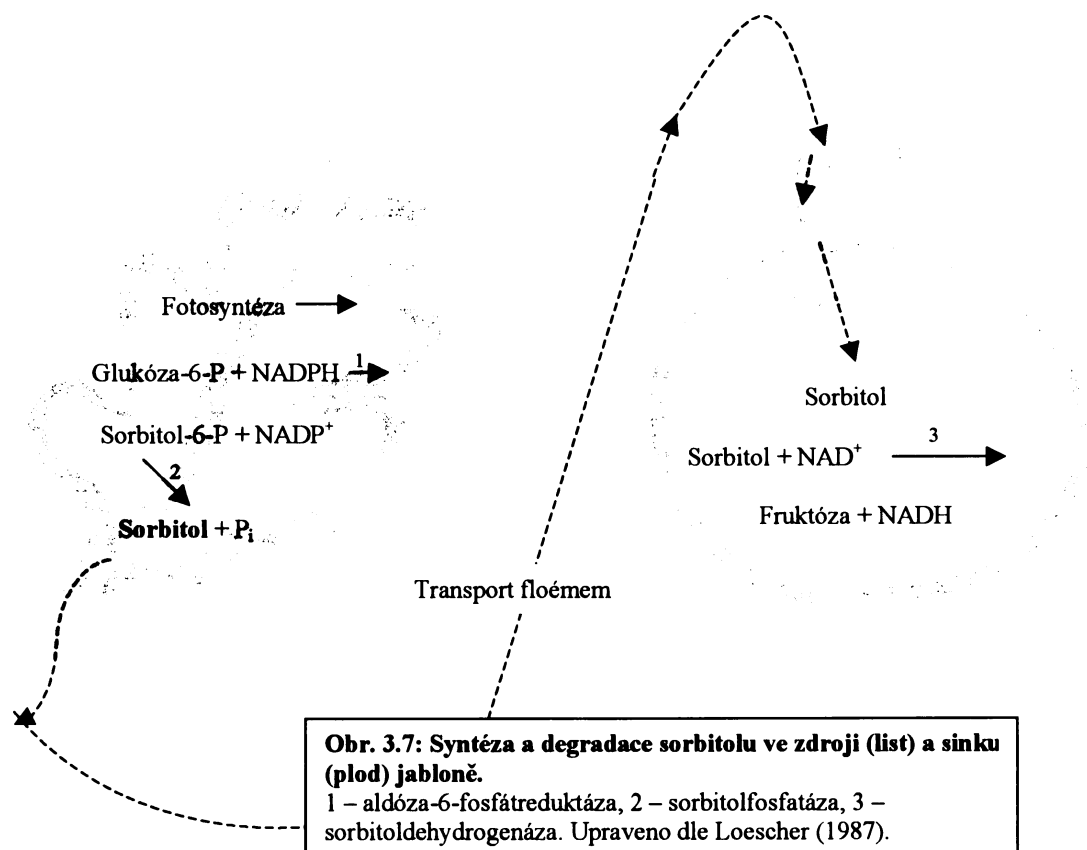 Fotosyntéza
Glukóza-6-P + NADPH 1
Sorbitol-6-P + NADP+
2
Sorbitol + Pi
Transport floémem
Sorbitol
Sorbitol + NAD+ 3
Fruktóza + NADH
Obr. 3.7: Syntéza a degradace sorbitolu ve zdroji (list) a sinku
(plod) jabloně.
1 – aldóza-6-fosfátreduktáza, 2 – sorbitolfosfatáza, 3 –
sorbitoldehydrogenáza. Upraveno dle Loescher (1987).